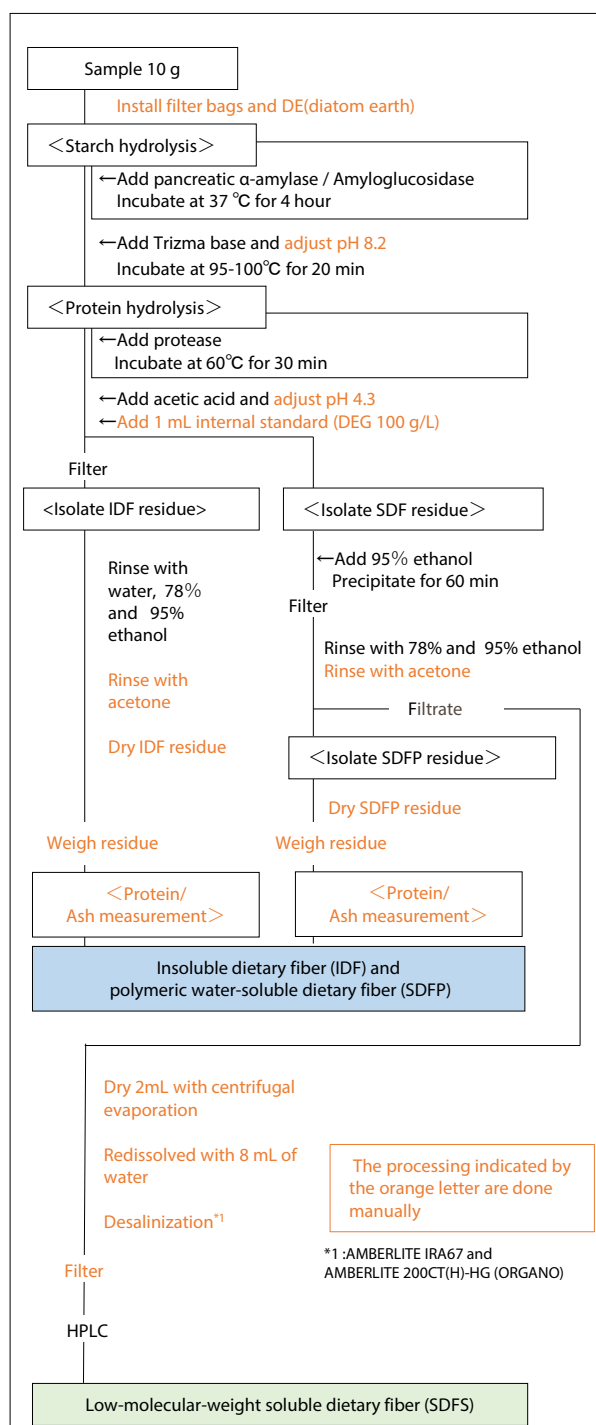 Sample 10 g
Install filter bags and DE(diatom earth)
＜Starch hydrolysis＞
←Add pancreatic α-amylase / Amyloglucosidase
Incubate at 37 ℃ for 4 hour
←Add Trizma base and adjust pH 8.2
Incubate at 95-100℃ for 20 min
＜Protein hydrolysis＞
←Add protease
Incubate at 60℃ for 30 min
←Add acetic acid and adjust pH 4.3
←Add 1 mL internal standard (DEG 100 g/L)
Filter
<Isolate IDF residue>
＜Isolate SDF residue＞
Rinse with
water, 78%
and 95%
ethanol
Rinse with
acetone
Dry IDF residue
Weigh residue
＜Protein/
Ash measurement＞
←Add 95% ethanol
Precipitate for 60 min
Filter
Rinse with 78% and 95% ethanol
Rinse with acetone
Filtrate
＜Isolate SDFP residue＞
Dry SDFP residue
Weigh residue
＜Protein/
Ash measurement＞
Insoluble dietary fiber (IDF) and
polymeric water-soluble dietary fiber (SDFP)
Dry 2mL with centrifugal
evaporation
Redissolved with 8 mL of
water
Desalinization*1
Filter
HPLC
The processing indicated by
the orange letter are done
manually
*1 :AMBERLITE IRA67 and
AMBERLITE 200CT(H)-HG (ORGANO)
Low-molecular-weight soluble dietary fiber (SDFS)